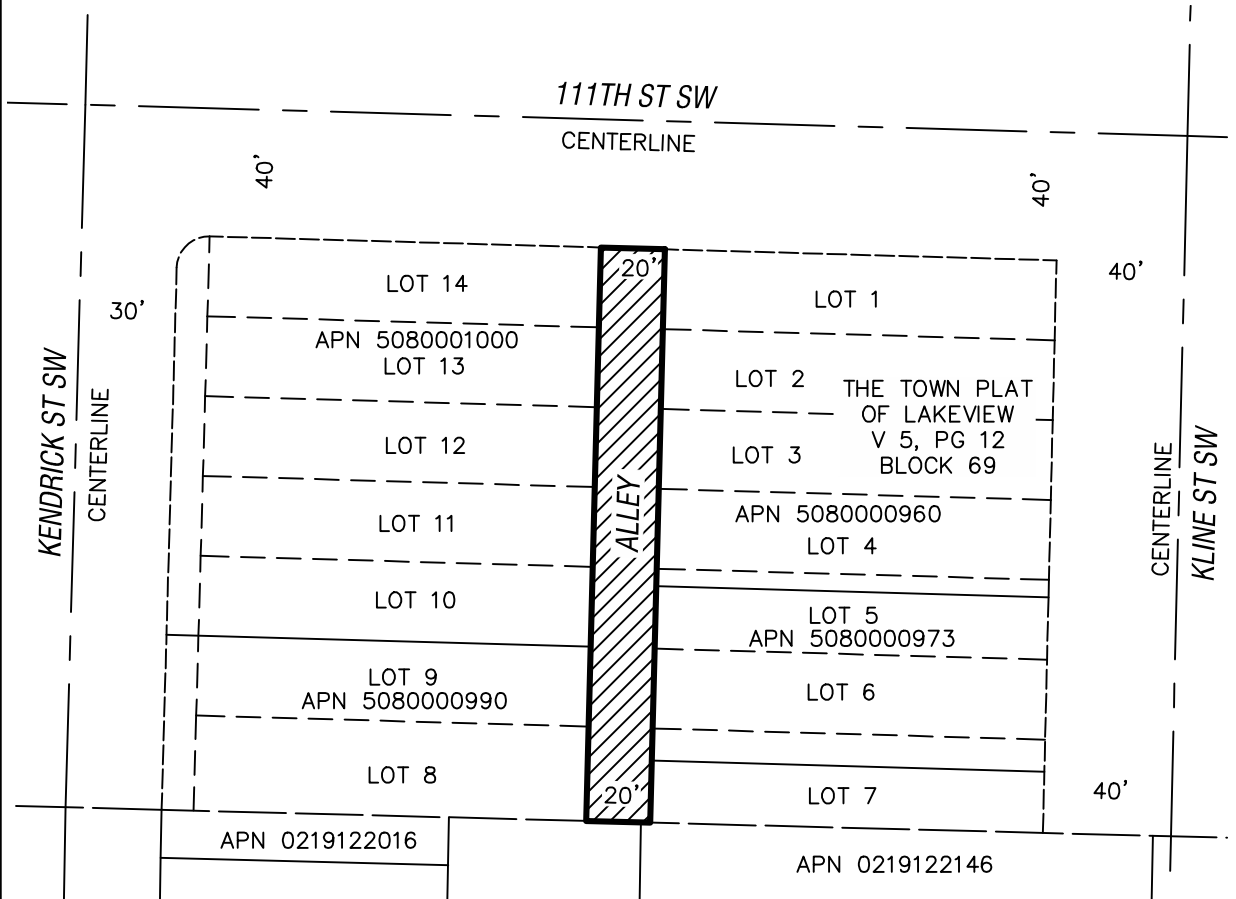 111TH ST SW
CENTERLINE
40'
40'
20'
40'
30'
LOT 14
LOT 1
APN 5080001000
LOT 13
LOT 2
THE TOWN PLAT
OF LAKEVIEW
V 5, PG 12
BLOCK 69
KENDRICK ST SW
CENTERLINE
LOT 12
LOT 3
LOT 11
ALLEY
APN 5080000960
LOT 4
CENTERLINE
KLINE ST SW
LOT 10
LOT 5
APN 5080000973
LOT 9
APN 5080000990
LOT 6
LOT 8
20'
LOT 7
40'
APN 0219122016
APN 0219122146